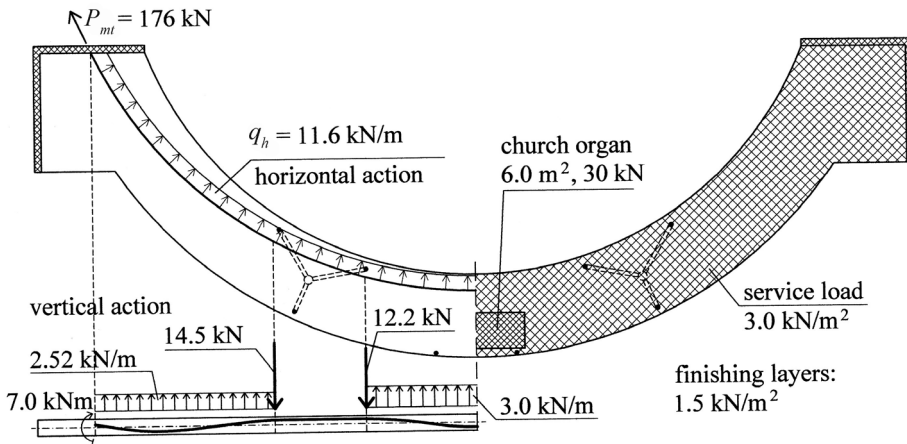 P_mt = 176 kN
q_h = 11.6 kN/m
horizontal action
church organ
6.0 m², 30 kN
vertical action
service load
3.0 kN/m²
14.5 kN
12.2 kN
2.52 kN/m
finishing layers:
1.5 kN/m²
7.0 kNm
3.0 kN/m